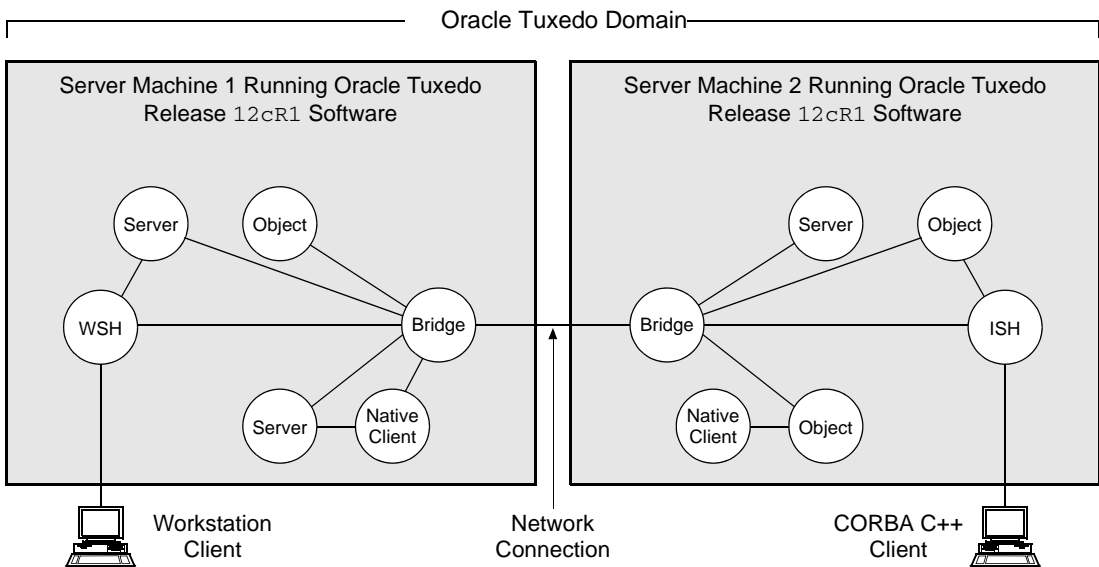 Oracle Tuxedo Domain
Server Machine 1 Running Oracle Tuxedo
Release 12cR1 Software
Server Machine 2 Running Oracle Tuxedo
Release 12cR1 Software
Server
Object
Server
Object
WSH
Bridge
Bridge
ISH
Server
Native
Client
Native
Client
Object
Workstation
Client
Network
Connection
CORBA C++
Client